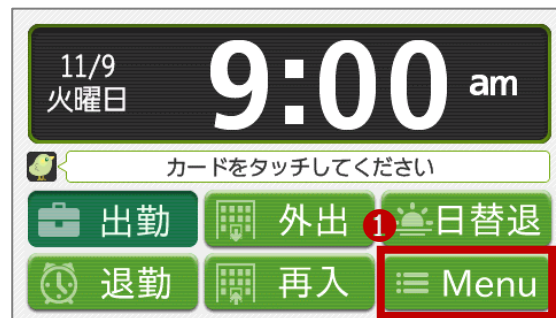 11/9
火曜日
9:00 am
カードをタッチしてください
出勤 外出 1 日替退
退勤 再入 Menu